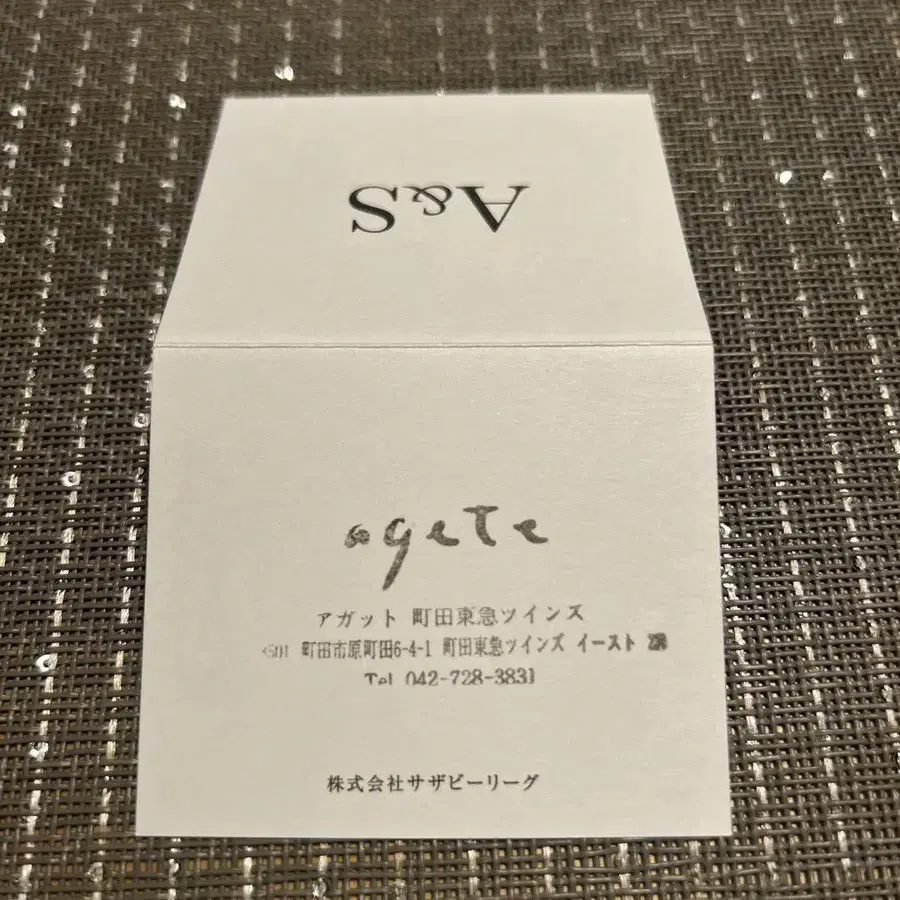 A&S
agete
アガット 町田東急ツインズ
町田市原町田6-4-1 町田東急ツインズ イースト
Tel 042-728-3831
株式会社サザビーリーグ